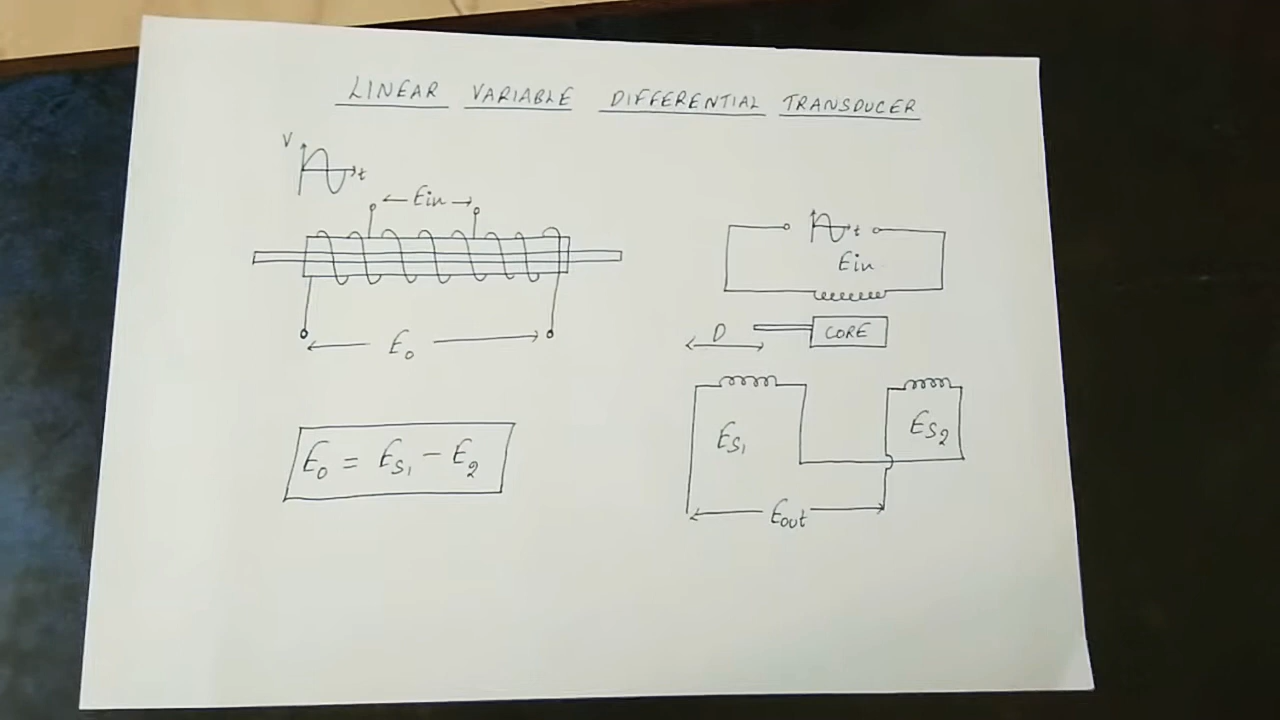 LINEAR VARIABLE DIFFERENTIAL TRANSDUCER
V
t
Ein
E₀
E₀ = ES₁ - E₂
t
Ein
D
CORE
ES₁
ES₂
Eout